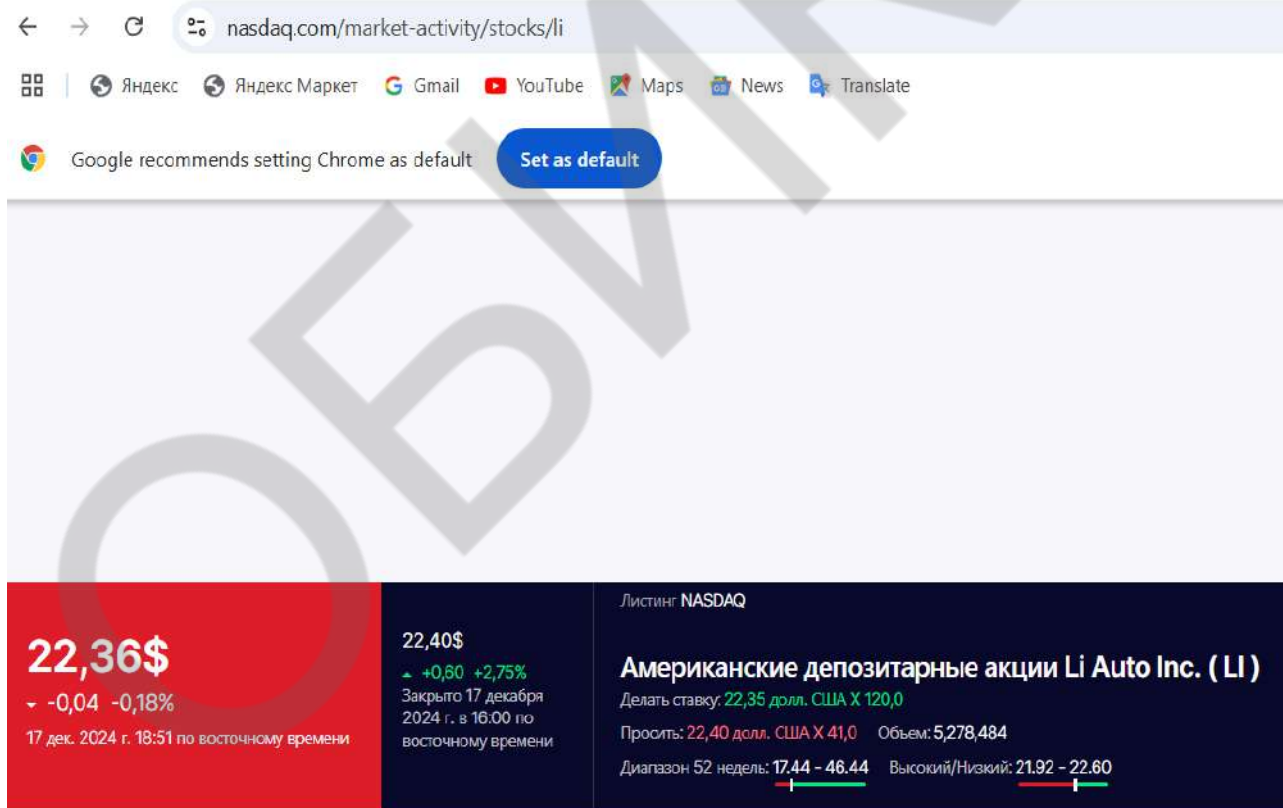 nasdaq.com/market-activity/stocks/li
Яндекс Яндекс Маркет Gmail YouTube Maps News Translate
Google recommends setting Chrome as default Set as default
ОБИ
22,36$
-0,04 -0,18%
17 дек. 2024 г. 18:51 по восточному времени
22,40$
+0,60 +2,75%
Закрыто 17 декабря
2024 г. в 16:00 по
восточному времени
Листинг NASDAQ
Американские депозитарные акции Li Auto Inc. ( LI )
Делать ставку: 22,35 долл. США X 120,0
Просить: 22,40 долл. США X 41,0 Объем: 5,278,484
Диапазон 52 недель: 17.44 – 46.44 Высокий/Низкий: 21.92 – 22.60